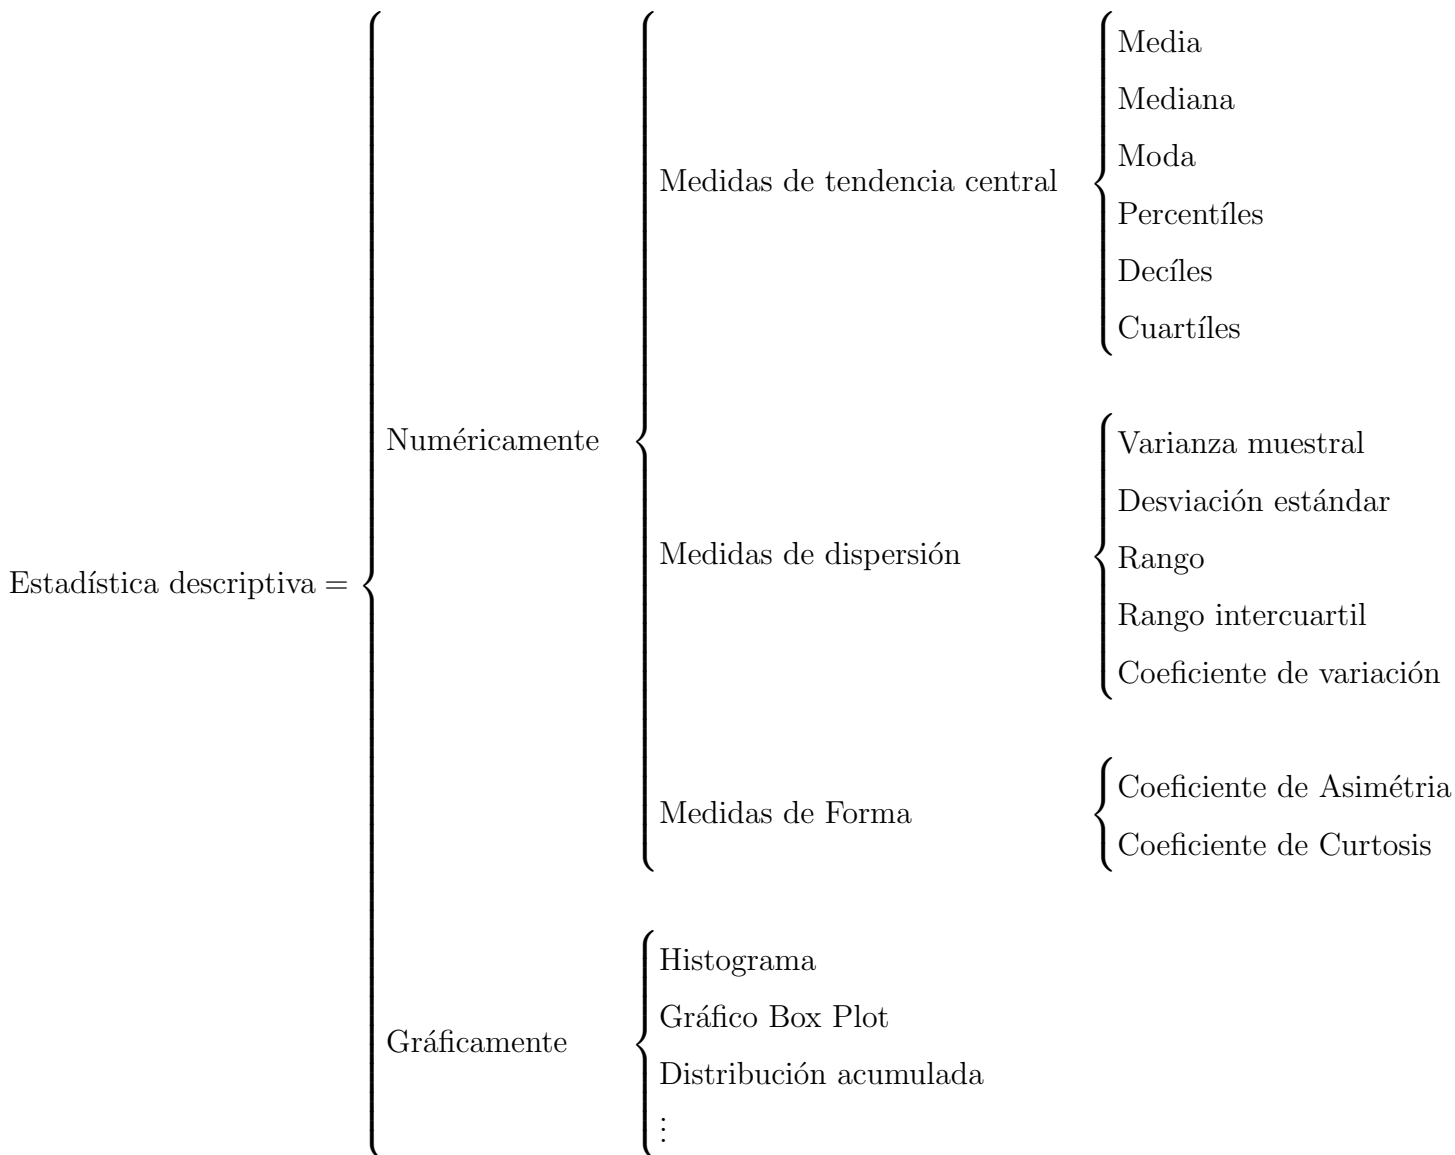 Estadística descriptiva =
Numéricamente
Medidas de tendencia central
Media
Mediana
Moda
Percentíles
Decíles
Cuartíles
Medidas de dispersión
Varianza muestral
Desviación estándar
Rango
Rango intercuartil
Coeficiente de variación
Medidas de Forma
Coeficiente de Asimétria
Coeficiente de Curtosis
Gráficamente
Histograma
Gráfico Box Plot
Distribución acumulada
⋮